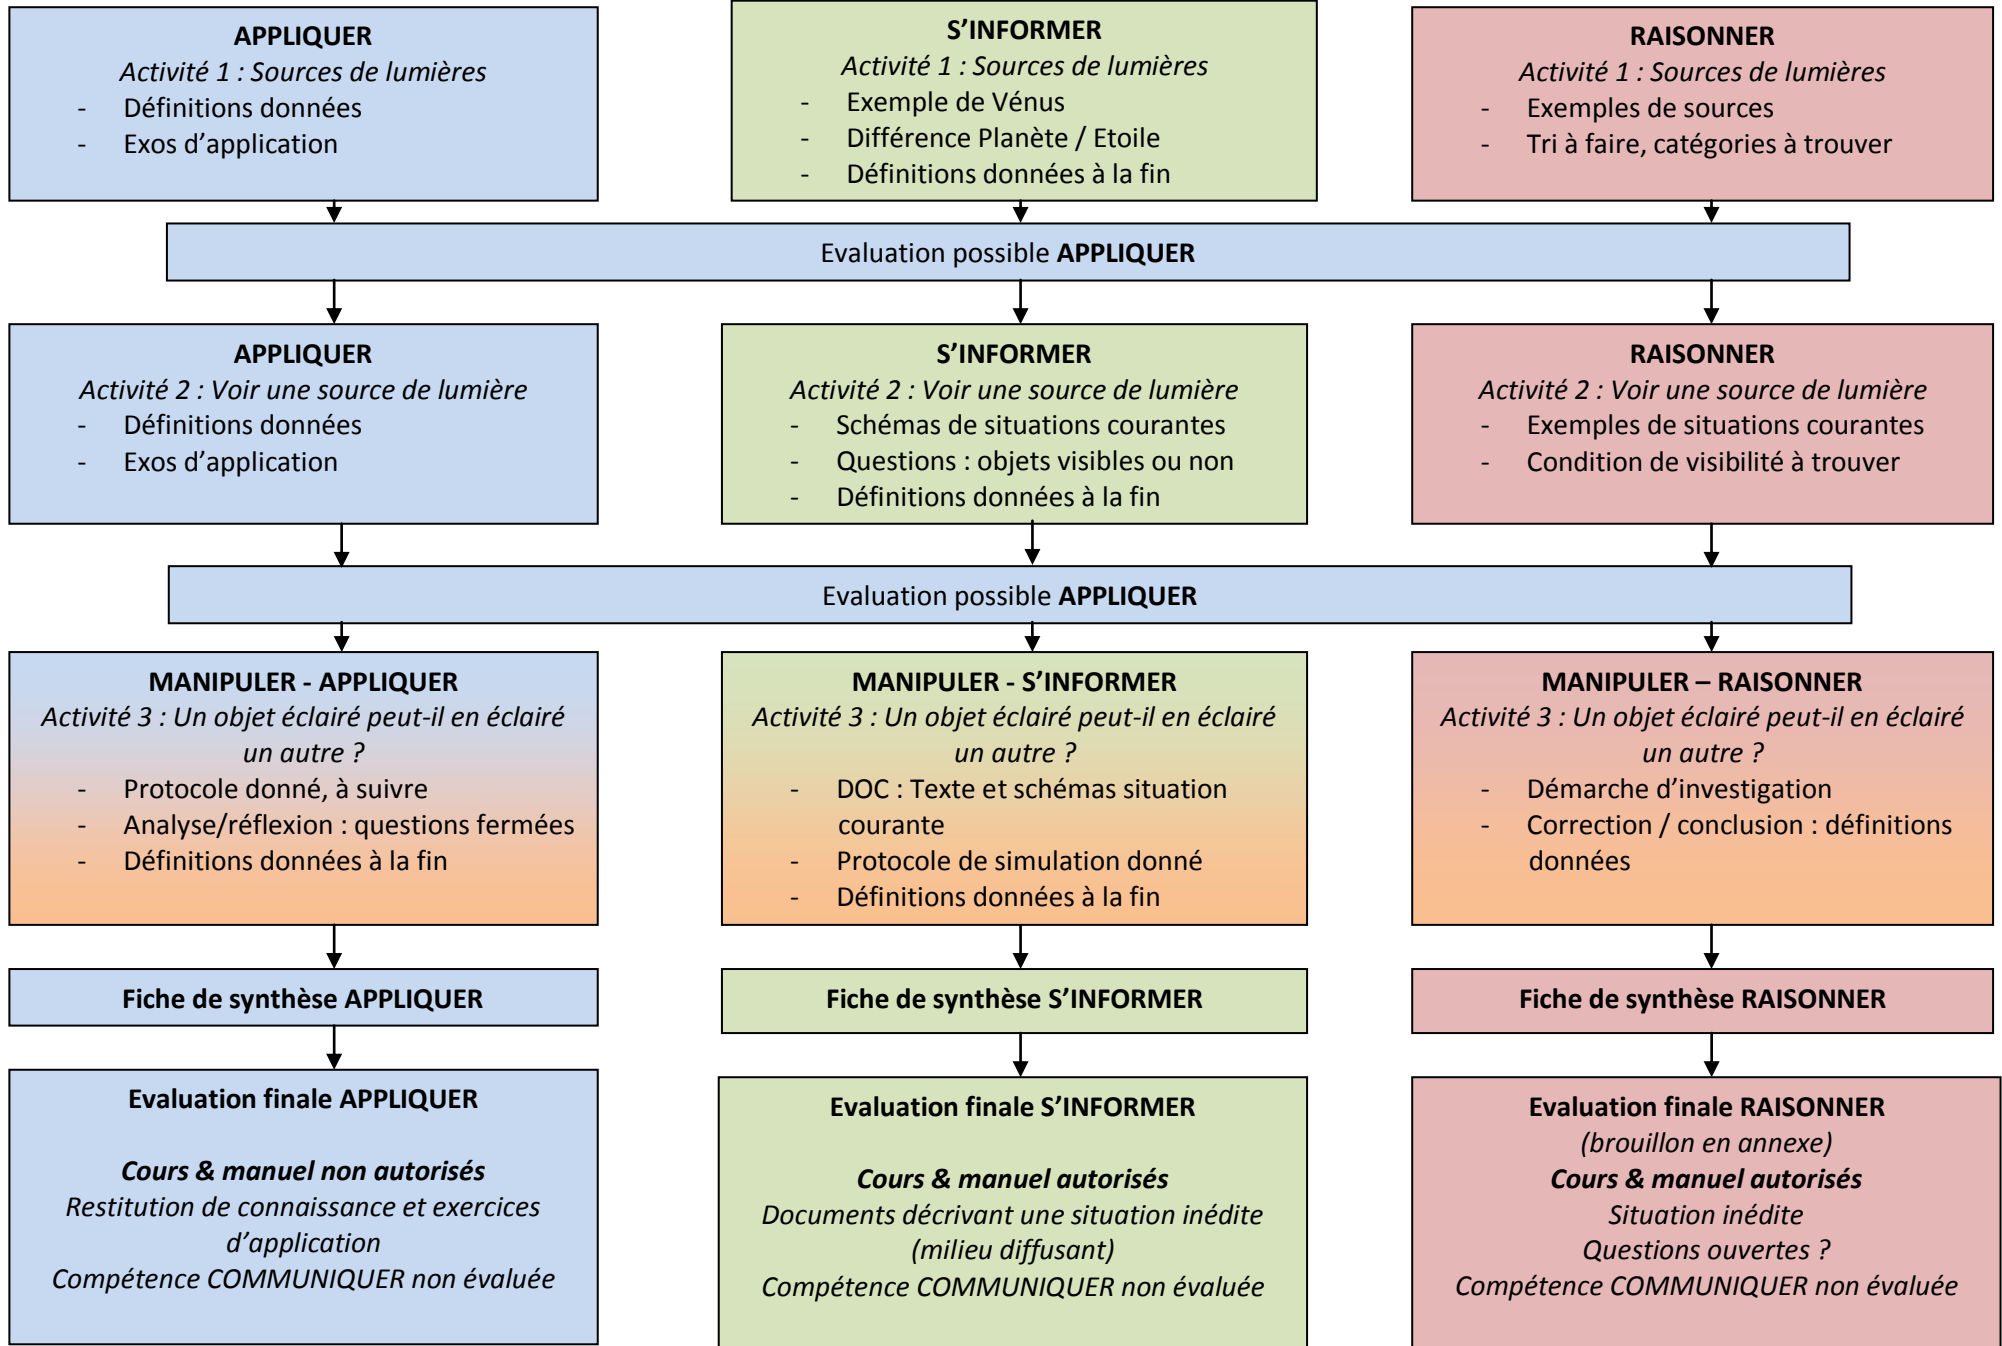 APPLIQUER
Activité 1 : Sources de lumières
- Définitions données
- Exos d'application
S'INFORMER
Activité 1 : Sources de lumières
- Exemple de Vénus
- Différence Planète / Etoile
- Définitions données à la fin
RAISONNER
Activité 1 : Sources de lumières
- Exemples de sources
- Tri à faire, catégories à trouver
Evaluation possible APPLIQUER
APPLIQUER
Activité 2 : Voir une source de lumière
- Définitions données
- Exos d'application
S'INFORMER
Activité 2 : Voir une source de lumière
- Schémas de situations courantes
- Questions : objets visibles ou non
- Définitions données à la fin
RAISONNER
Activité 2 : Voir une source de lumière
- Exemples de situations courantes
- Condition de visibilité à trouver
Evaluation possible APPLIQUER
MANIPULER - APPLIQUER
Activité 3 : Un objet éclairé peut-il en éclairé
un autre ?
- Protocole donné, à suivre
- Analyse/réflexion : questions fermées
- Définitions données à la fin
MANIPULER - S'INFORMER
Activité 3 : Un objet éclairé peut-il en éclairé
un autre ?
- DOC : Texte et schémas situation
courante
- Protocole de simulation donné
- Définitions données à la fin
MANIPULER – RAISONNER
Activité 3 : Un objet éclairé peut-il en éclairé
un autre ?
- Démarche d'investigation
- Correction / conclusion : définitions
données
Fiche de synthèse APPLIQUER
Fiche de synthèse S'INFORMER
Fiche de synthèse RAISONNER
Evaluation finale APPLIQUER
Cours & manuel non autorisés
Restitution de connaissance et exercices
d'application
Compétence COMMUNIQUER non évaluée
Evaluation finale S'INFORMER
Cours & manuel autorisés
Documents décrivant une situation inédite
(milieu diffusant)
Compétence COMMUNIQUER non évaluée
Evaluation finale RAISONNER
(brouillon en annexe)
Cours & manuel autorisés
Situation inédite
Questions ouvertes ?
Compétence COMMUNIQUER non évaluée